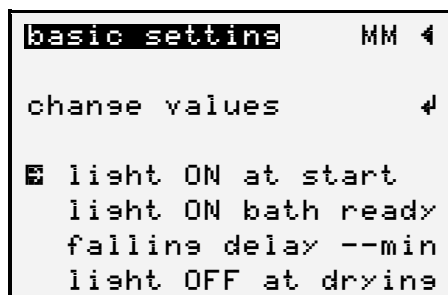 basic setting MM
change values
light ON at start
light ON bath ready
falling delay --min
light OFF at drying